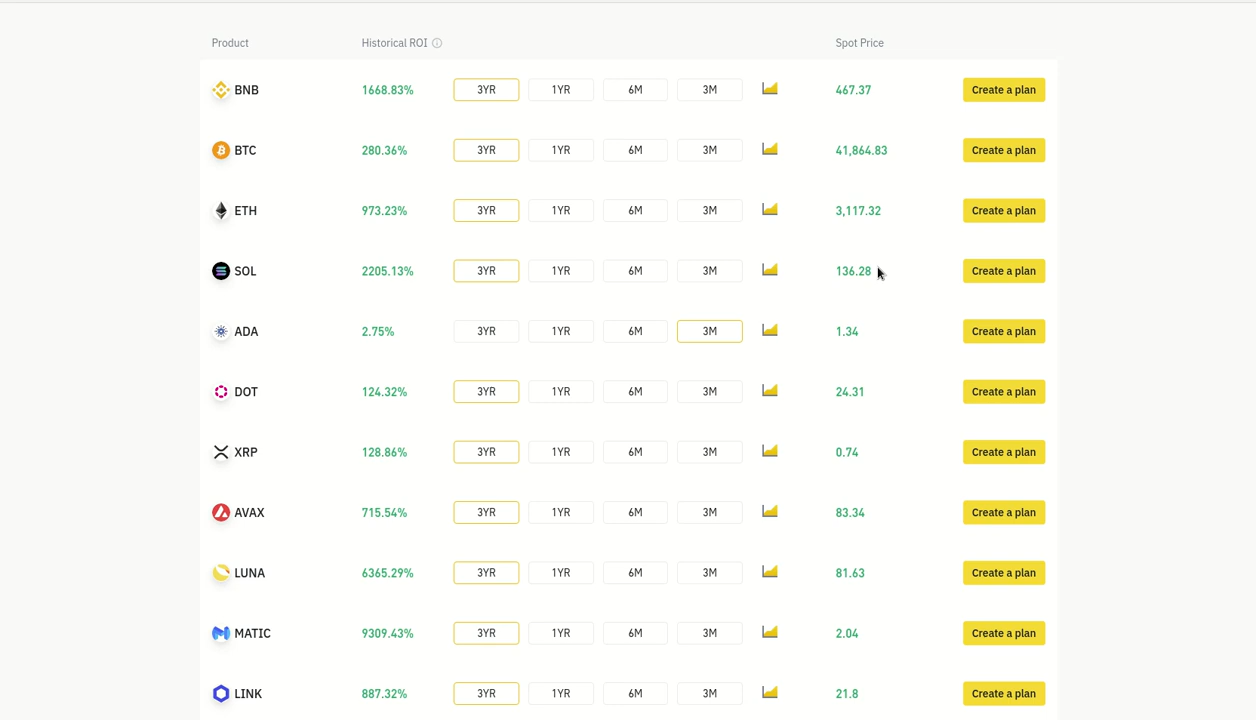 Product Historical ROI Spot Price
BNB 1668.83% 3YR 1YR 6M 3M 467.37 Create a plan
BTC 280.36% 3YR 1YR 6M 3M 41,864.83 Create a plan
ETH 973.23% 3YR 1YR 6M 3M 3,117.32 Create a plan
SOL 2205.13% 3YR 1YR 6M 3M 136.28 Create a plan
ADA 2.75% 3YR 1YR 6M 3M 1.34 Create a plan
DOT 124.32% 3YR 1YR 6M 3M 24.31 Create a plan
XRP 128.86% 3YR 1YR 6M 3M 0.74 Create a plan
AVAX 715.54% 3YR 1YR 6M 3M 83.34 Create a plan
LUNA 6365.29% 3YR 1YR 6M 3M 81.63 Create a plan
MATIC 9309.43% 3YR 1YR 6M 3M 2.04 Create a plan
LINK 887.32% 3YR 1YR 6M 3M 21.8 Create a plan